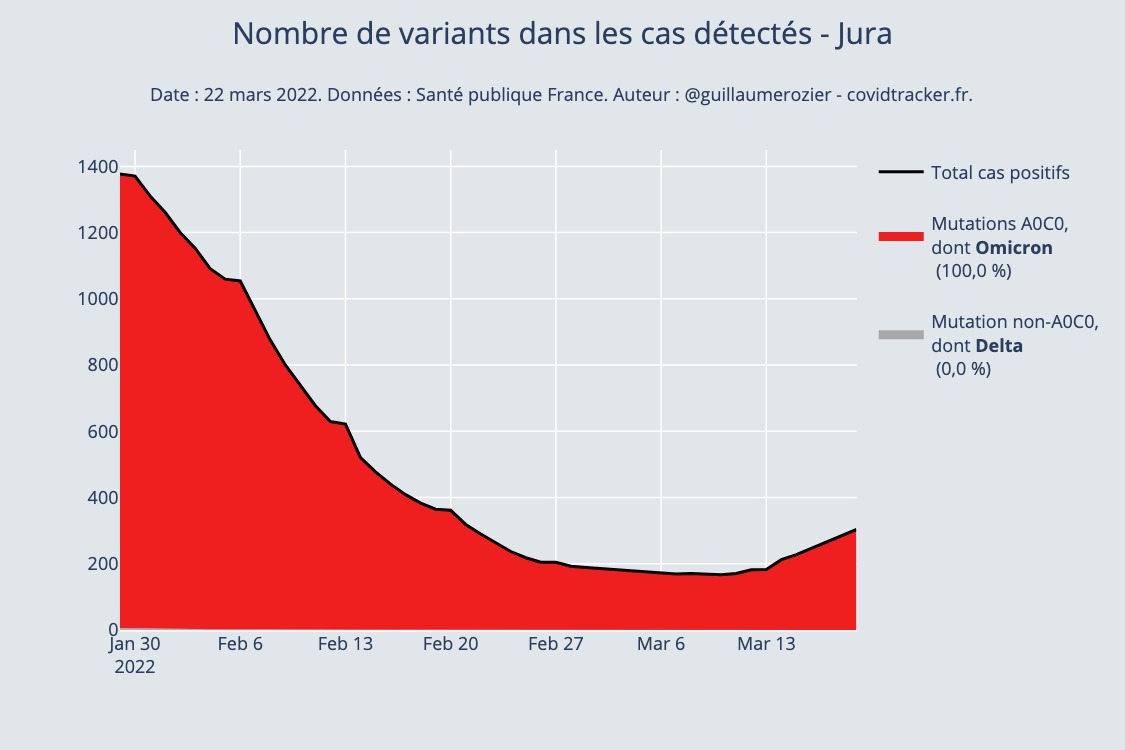 Nombre de variants dans les cas détectés - Jura
Date : 22 mars 2022. Données : Santé publique France. Auteur : @guillaumerozier - covidtracker.fr.
1400
1200
1000
800
600
400
200
0
Jan 30
2022
Feb 6
Feb 13
Feb 20
Feb 27
Mar 6
Mar 13
Total cas positifs
Mutations A0C0,
dont Omicron
(100,0 %)
Mutation non-A0C0,
dont Delta
(0,0 %)